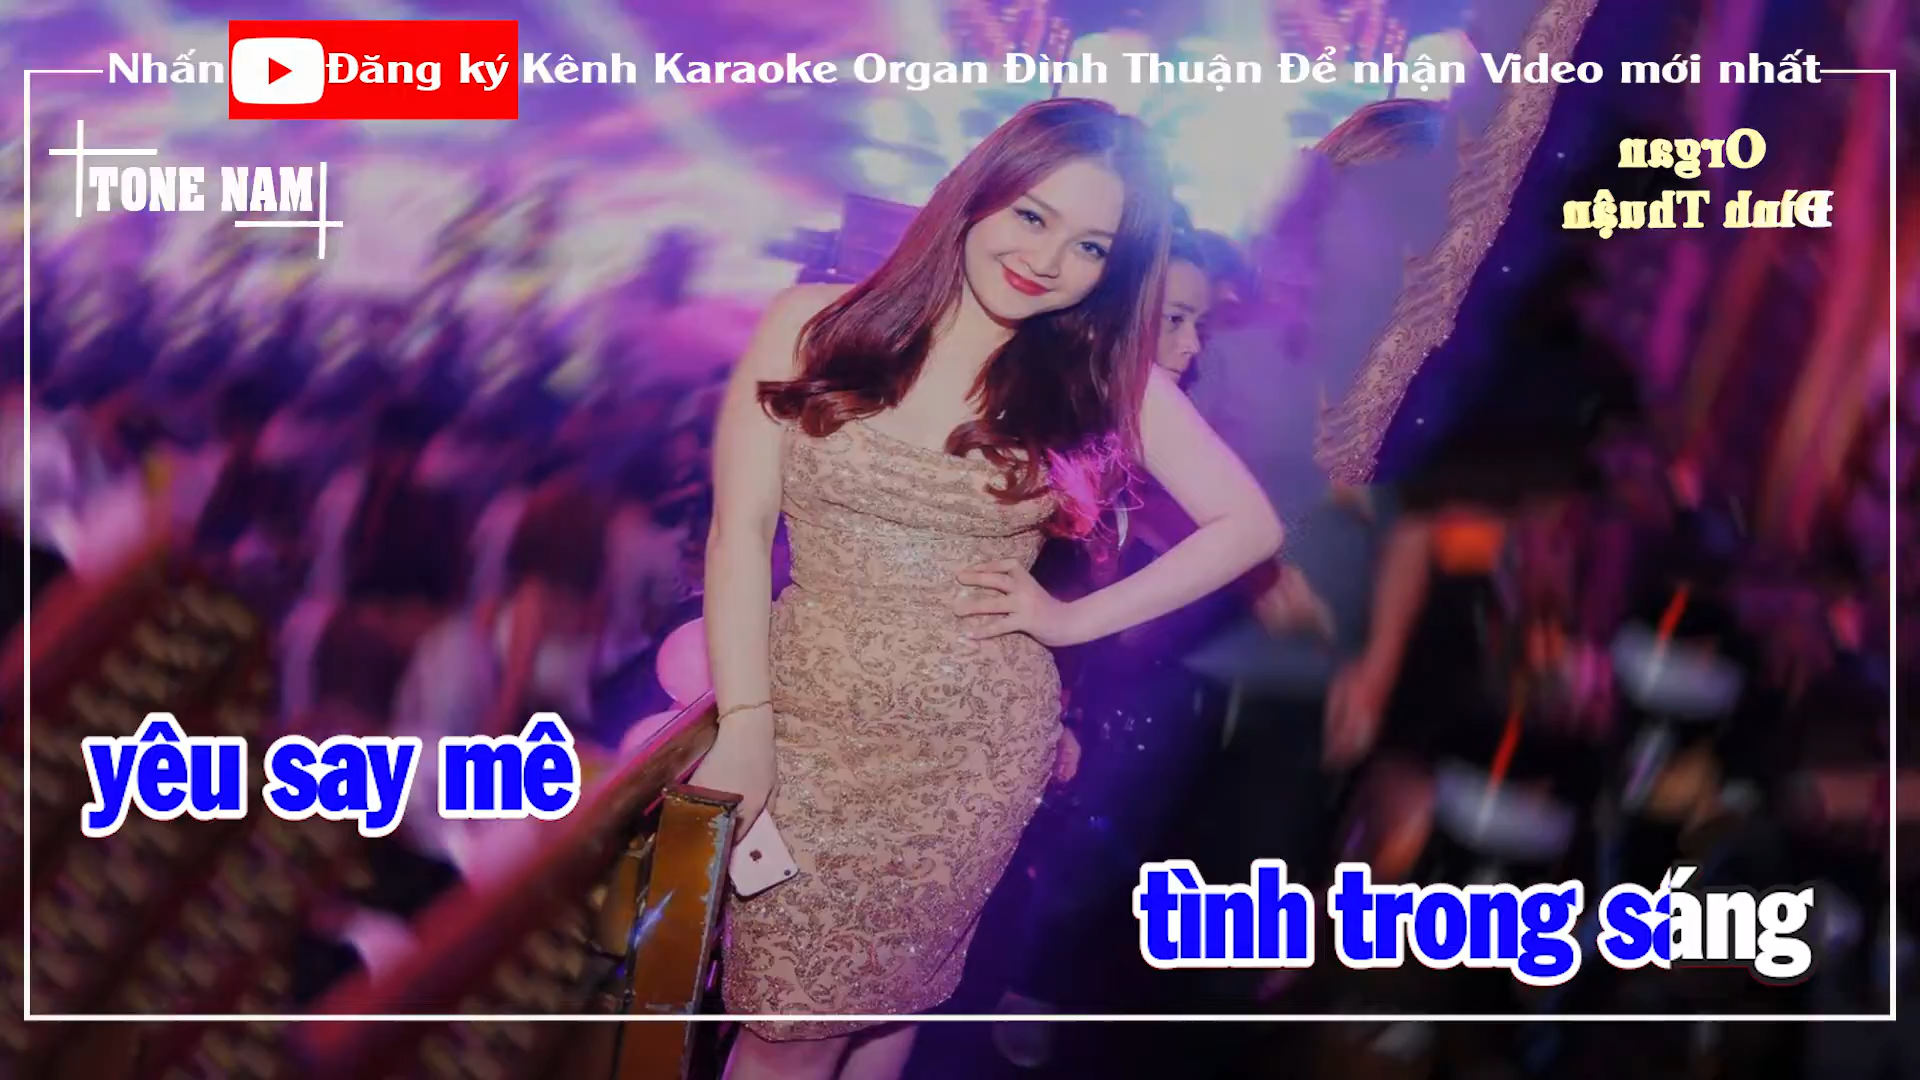 Nhấn Đăng ký Kênh Karaoke Organ Đình Thuận Để nhận Video mới nhất
TONE NAM
Organ
Đình Thuận
yêu say mê
tình trong sáng